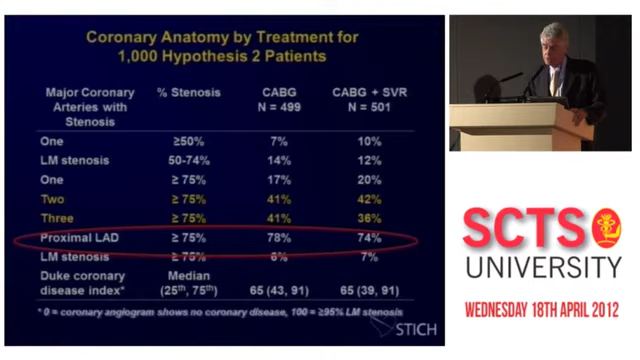 Coronary Anatomy by Treatment for
1,000 Hypothesis 2 Patients
Major Coronary Arteries with Stenosis | % Stenosis | CABG N = 499 | CABG + SVR N = 501
One ≥50% 7% 10%
LM stenosis 50-74% 14% 12%
One ≥ 75% 17% 20%
Two ≥ 75% 41% 42%
Three ≥ 75% 41% 36%
Proximal LAD ≥ 75% 78% 74%
LM stenosis ≥ 75% 6% 7%
Duke coronary disease index* Median (25th, 75th) 65 (43, 91) 65 (39, 91)
* 0 = coronary angiogram shows no coronary disease, 100 = ≥95% LM stenosis
STICH
SCTS
UNIVERSITY
WEDNESDAY 18TH APRIL 2012